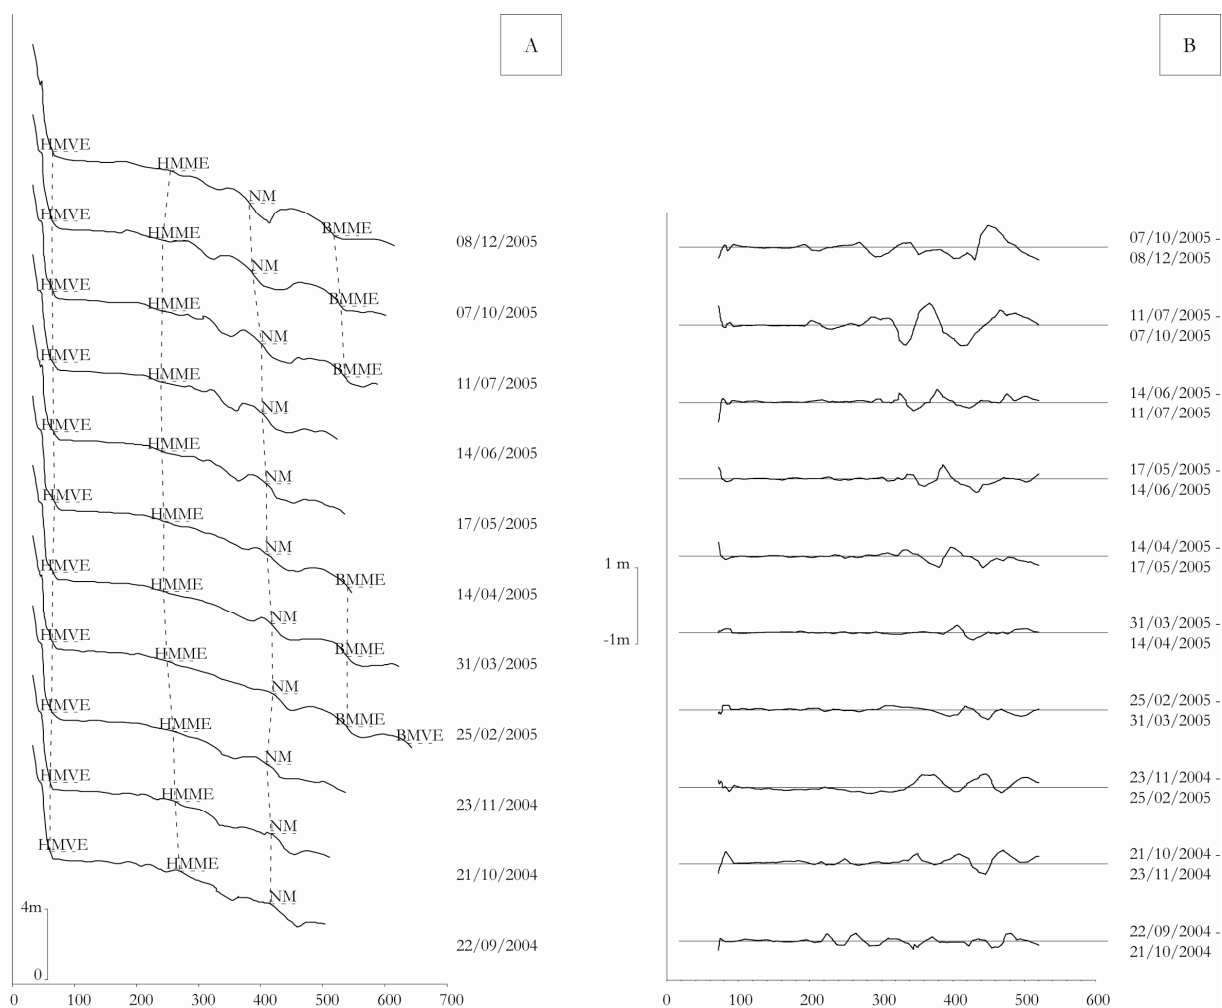 A
HMVE
HMME
NM
BMME
08/12/2005
HMVE
HMME
NM
BMME
07/10/2005
HMVE
HMME
NM
BMME
11/07/2005
HMVE
HMME
NM
14/06/2005
HMVE
HMME
NM
17/05/2005
HMVE
HMME
NM
BMME
14/04/2005
HMVE
HMME
NM
BMME
31/03/2005
HMVE
HMME
NM
BMME
BMVE
25/02/2005
HMVE
HMME
NM
23/11/2004
HMVE
HMME
NM
21/10/2004
HMVE
HMME
NM
22/09/2004
4m
0
0 100 200 300 400 500 600 700
B
07/10/2005 -
08/12/2005
11/07/2005 -
07/10/2005
14/06/2005 -
11/07/2005
17/05/2005 -
14/06/2005
14/04/2005 -
17/05/2005
1 m
-1m
31/03/2005 -
14/04/2005
25/02/2005 -
31/03/2005
23/11/2004 -
25/02/2005
21/10/2004 -
23/11/2004
22/09/2004 -
21/10/2004
0 100 200 300 400 500 600